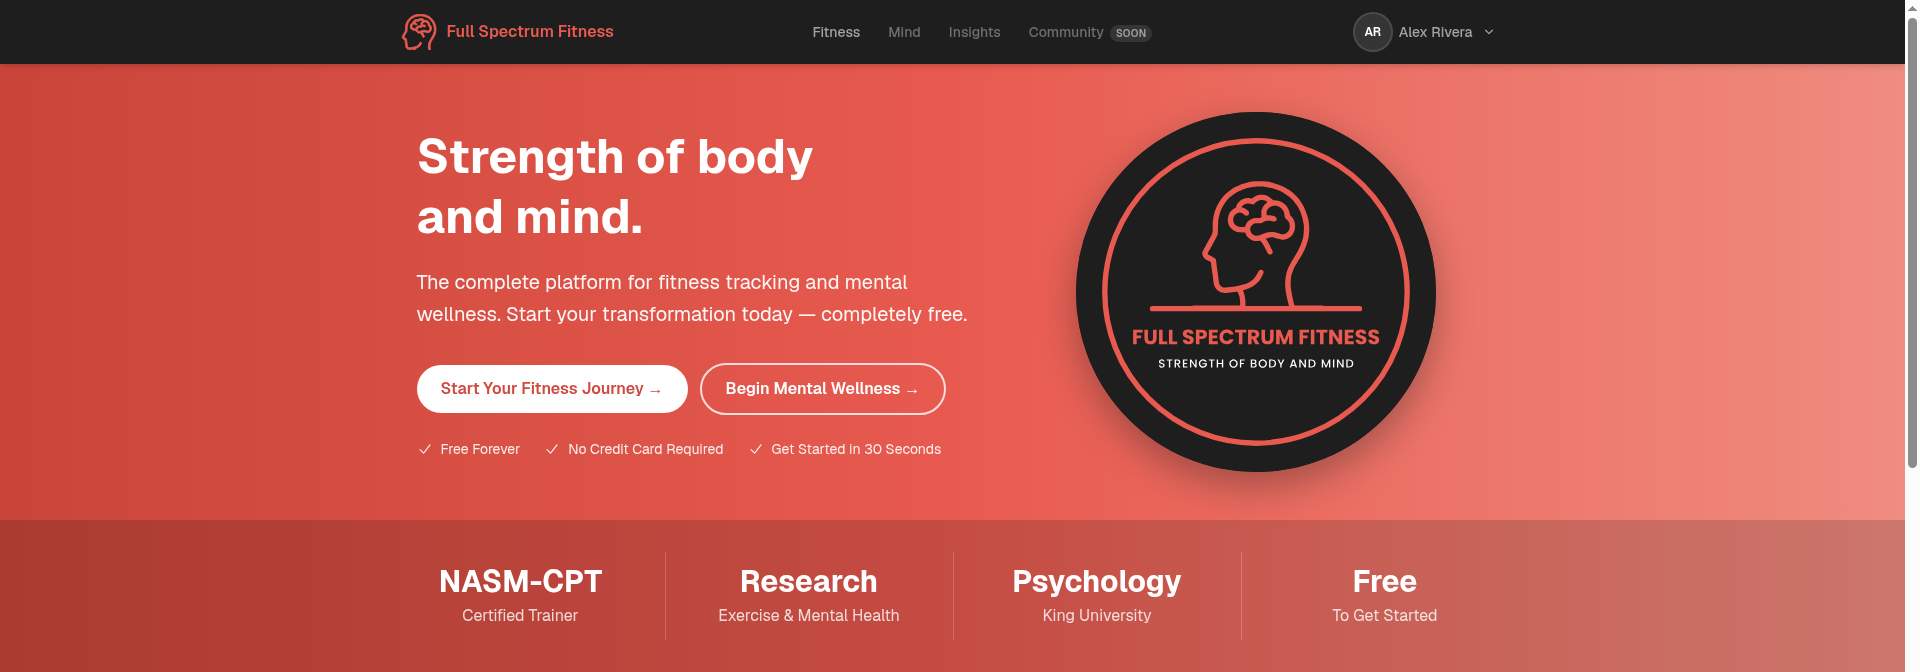 Full Spectrum Fitness
Fitness
Mind
Insights
Community SOON
AR
Alex Rivera
Strength of body
and mind.
The complete platform for fitness tracking and mental
wellness. Start your transformation today — completely free.
Start Your Fitness Journey →
Begin Mental Wellness →
Free Forever
No Credit Card Required
Get Started in 30 Seconds
FULL SPECTRUM FITNESS
STRENGTH OF BODY AND MIND
NASM-CPT
Certified Trainer
Research
Exercise & Mental Health
Psychology
King University
Free
To Get Started